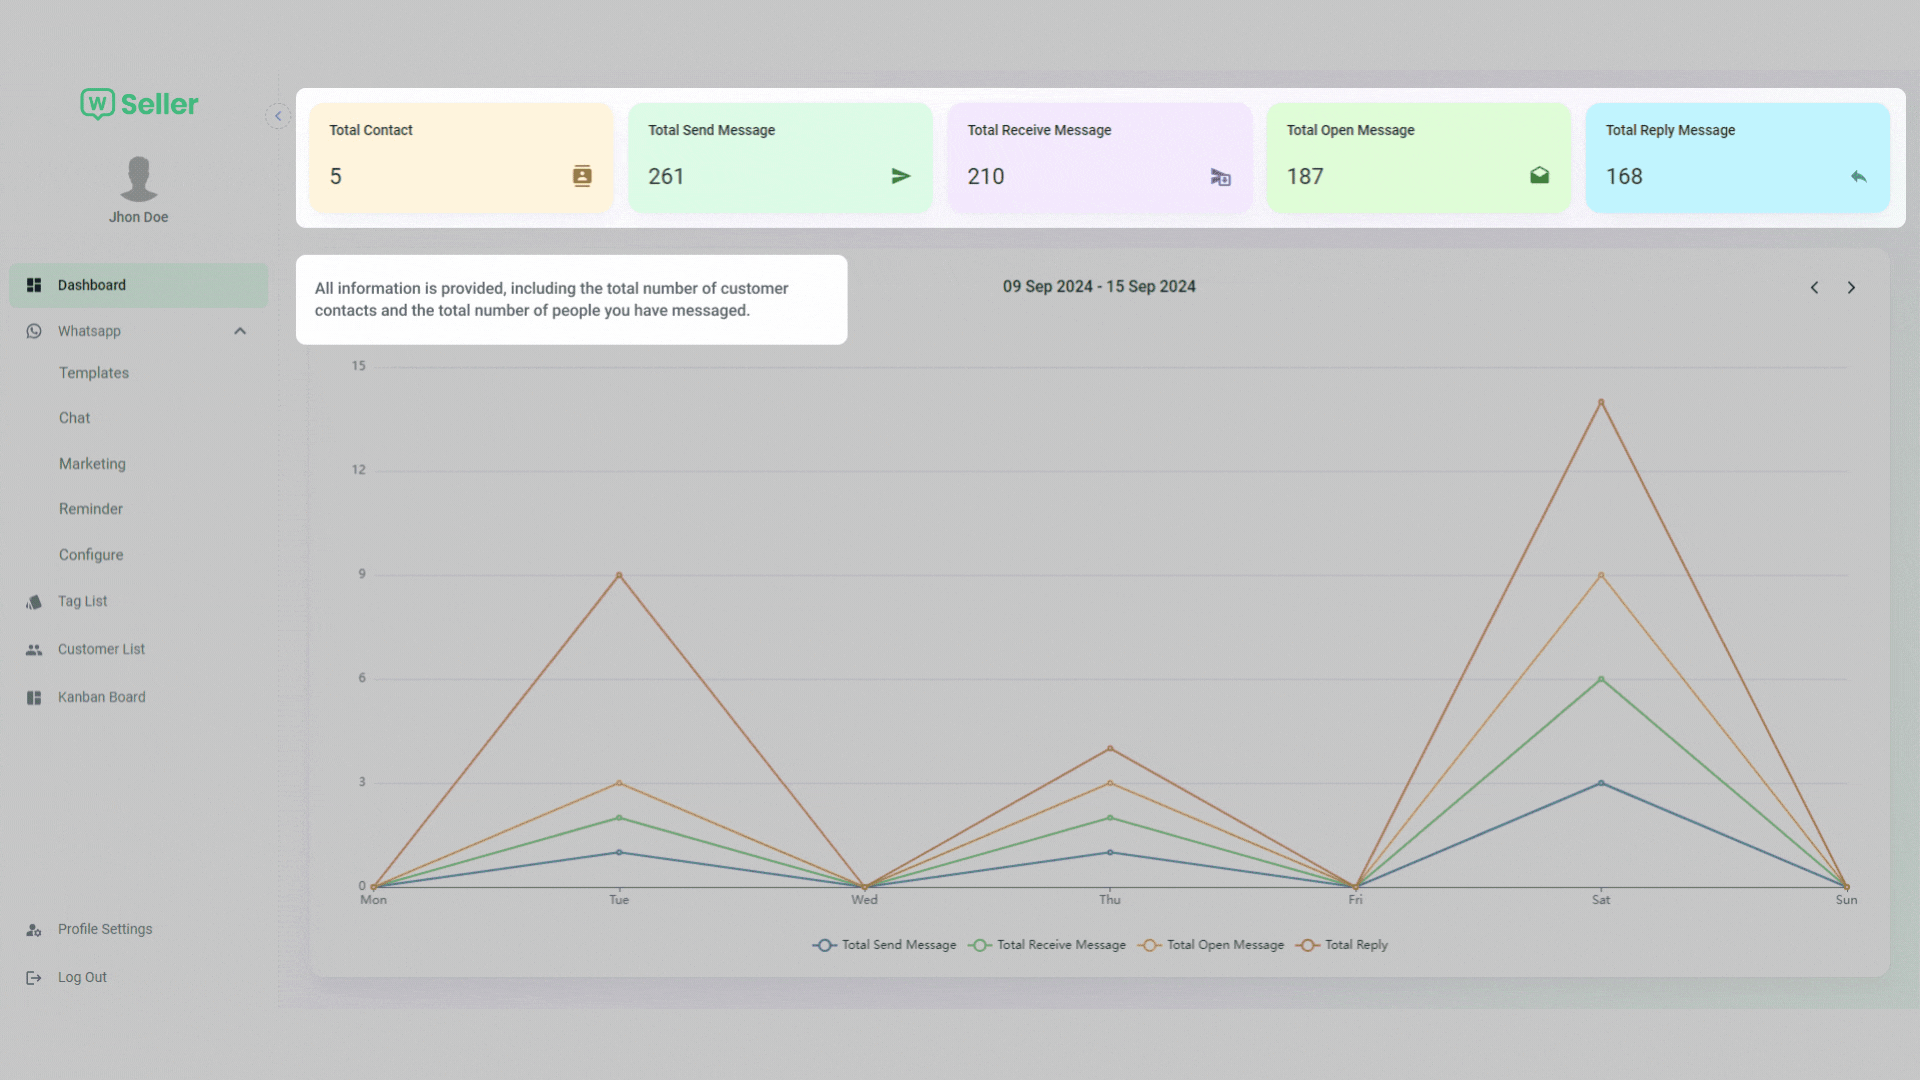 W Seller
Jhon Doe
Dashboard
Whatsapp
Templates
Chat
Marketing
Reminder
Configure
Tag List
Customer List
Kanban Board
Profile Settings
Log Out
Total Contact
5
Total Send Message
261
Total Receive Message
210
Total Open Message
187
Total Reply Message
168
All information is provided, including the total number of customer
contacts and the total number of people you have messaged.
09 Sep 2024 - 15 Sep 2024
15
12
9
6
3
0
Mon Tue Wed Thu Fri Sat Sun
Total Send Message Total Receive Message Total Open Message Total Reply